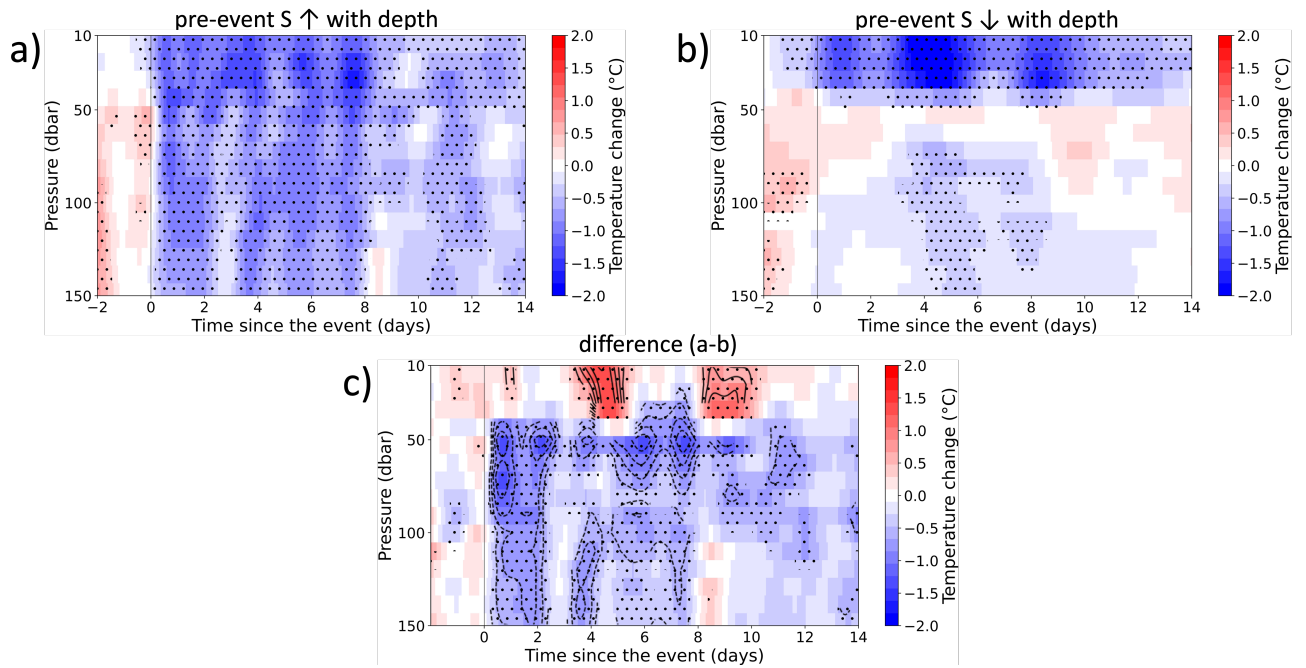 pre-event S ↑ with depth
a)
10
50
100
150
Pressure (dbar)
−2 0 2 4 6 8 10 12 14
Time since the event (days)
2.0
1.5
1.0
0.5
0.0
−0.5
−1.0
−1.5
−2.0
Temperature change (°C)
pre-event S ↓ with depth
b)
10
50
100
150
Pressure (dbar)
−2 0 2 4 6 8 10 12 14
Time since the event (days)
2.0
1.5
1.0
0.5
0.0
−0.5
−1.0
−1.5
−2.0
Temperature change (°C)
difference (a-b)
c)
10
50
100
150
Pressure (dbar)
0 2 4 6 8 10 12 14
Time since the event (days)
2.0
1.5
1.0
0.5
0.0
−0.5
−1.0
−1.5
−2.0
Temperature change (°C)